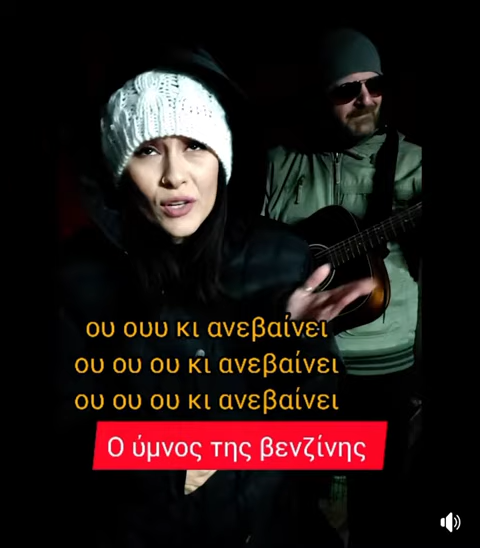 ου ουυ κι ανεβαίνει
ου ου ου κι ανεβαίνει
ου ου ου κι ανεβαίνει
Ο ύμνος της βενζίνης